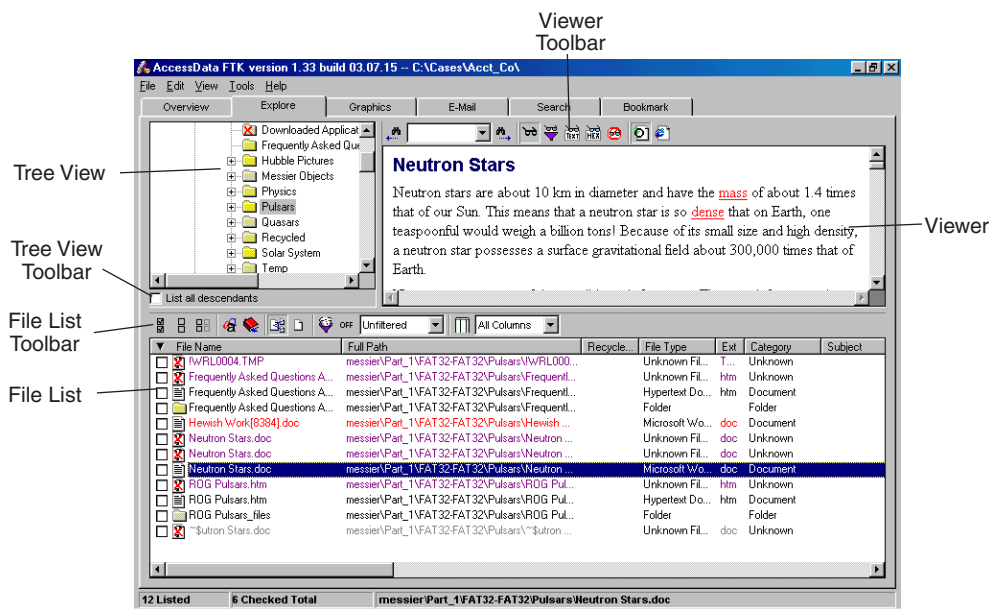 Viewer
Toolbar
AccessData FTK version 1.33 build 03.07.15 -- C:\Cases\Acct_Co\
File Edit View Tools Help
Overview Explore Graphics E-Mail Search Bookmark
Tree View
Downloaded Applicat
Frequently Asked Que
Hubble Pictures
Messier Objects
Physics
Pulsars
Quasars
Recycled
Solar System
Temp
TEXT HEX
Neutron Stars
Neutron stars are about 10 km in diameter and have the mass of about 1.4 times
that of our Sun. This means that a neutron star is so dense that on Earth, one
teaspoonful would weigh a billion tons! Because of its small size and high density,
a neutron star possesses a surface gravitational field about 300,000 times that of
Earth.
Viewer
Tree View
Toolbar
List all descendants
File List
Toolbar
OFF Unfiltered All Columns
File List
File Name Full Path Recycle... File Type Ext Category Subject
!WRL0004.TMP messier\Part_1\FAT32-FAT32\Pulsars\!WRL000... Unknown Fil... T... Unknown
Frequently Asked Questions A... messier\Part_1\FAT32-FAT32\Pulsars\Frequentl... Unknown Fil... htm Unknown
Frequently Asked Questions A... messier\Part_1\FAT32-FAT32\Pulsars\Frequentl... Hypertext Do... htm Document
Frequently Asked Questions A... messier\Part_1\FAT32-FAT32\Pulsars\Frequentl... Folder Folder
Hewish Work[8384].doc messier\Part_1\FAT32-FAT32\Pulsars\Hewish ... Microsoft Wo... doc Document
Neutron Stars.doc messier\Part_1\FAT32-FAT32\Pulsars\Neutron ... Unknown Fil... doc Unknown
Neutron Stars.doc messier\Part_1\FAT32-FAT32\Pulsars\Neutron ... Unknown Fil... doc Unknown
Neutron Stars.doc messier\Part_1\FAT32-FAT32\Pulsars\Neutron ... Microsoft Wo... doc Document
ROG Pulsars.htm messier\Part_1\FAT32-FAT32\Pulsars\ROG Pul... Unknown Fil... htm Unknown
ROG Pulsars.htm messier\Part_1\FAT32-FAT32\Pulsars\ROG Pul... Hypertext Do... htm Document
ROG Pulsars_files messier\Part_1\FAT32-FAT32\Pulsars\ROG Pul... Folder Folder
~$utron Stars.doc messier\Part_1\FAT32-FAT32\Pulsars\~$utron ... Unknown Fil... doc Unknown
12 Listed 6 Checked Total messier\Part_1\FAT32-FAT32\Pulsars\Neutron Stars.doc